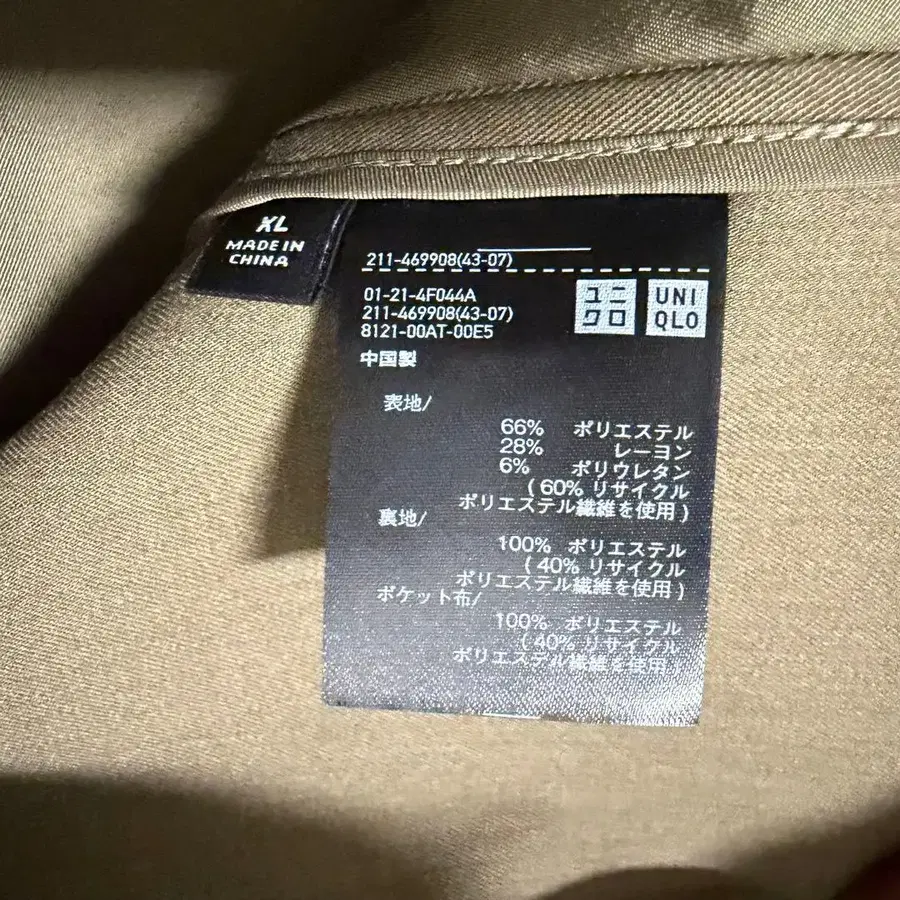 XL
MADE IN
CHINA
211-469908(43-07)
01-21-4F044A
211-469908(43-07)
8121-00AT-00E5
ユニ
クロ
UNI
QLO
中国製
表地/
66% ポリエステル
28% レーヨン
6% ポリウレタン
(60% リサイクル
ポリエステル繊維を使用)
裏地/
100% ポリエステル
(40% リサイクル
ポリエステル繊維を使用)
ポケット布/
100% ポリエステル
(40% リサイクル
ポリエステル繊維を使用)